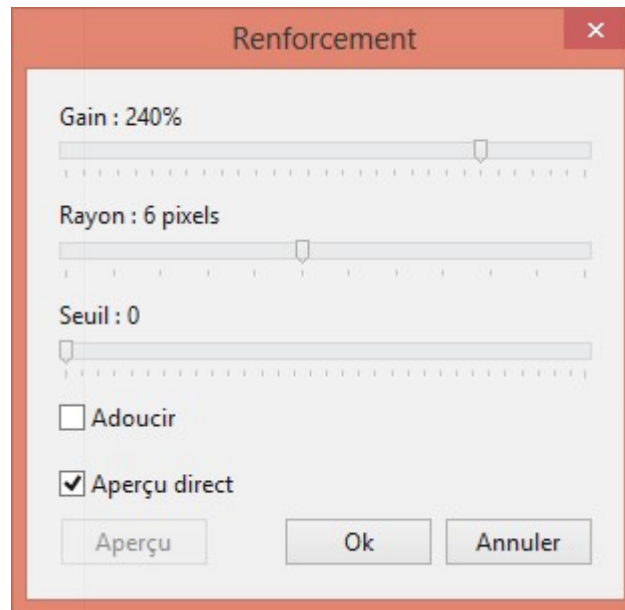 Renforcement
Gain : 240%
Rayon : 6 pixels
Seuil : 0
Adoucir
Aperçu direct
Aperçu Ok Annuler